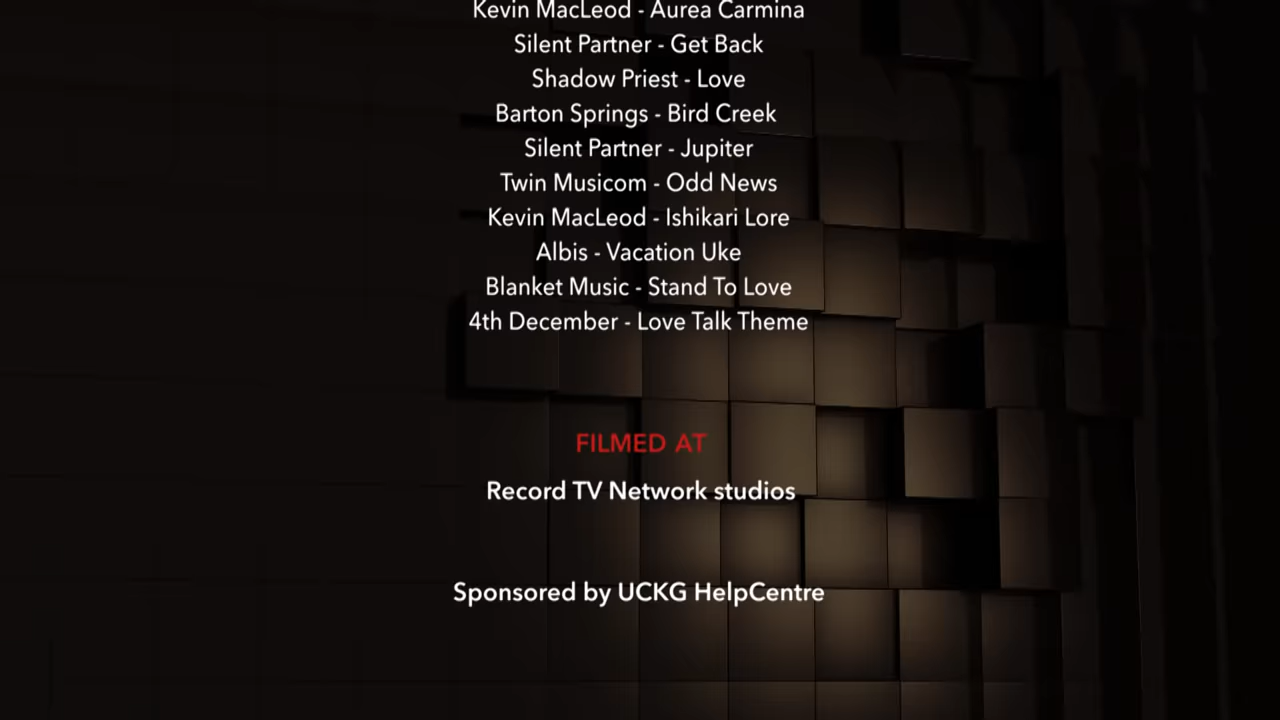 Kevin MacLeod - Aurea Carmina
Silent Partner - Get Back
Shadow Priest - Love
Barton Springs - Bird Creek
Silent Partner - Jupiter
Twin Musicom - Odd News
Kevin MacLeod - Ishikari Lore
Albis - Vacation Uke
Blanket Music - Stand To Love
4th December - Love Talk Theme
FILMED AT
Record TV Network studios
Sponsored by UCKG HelpCentre